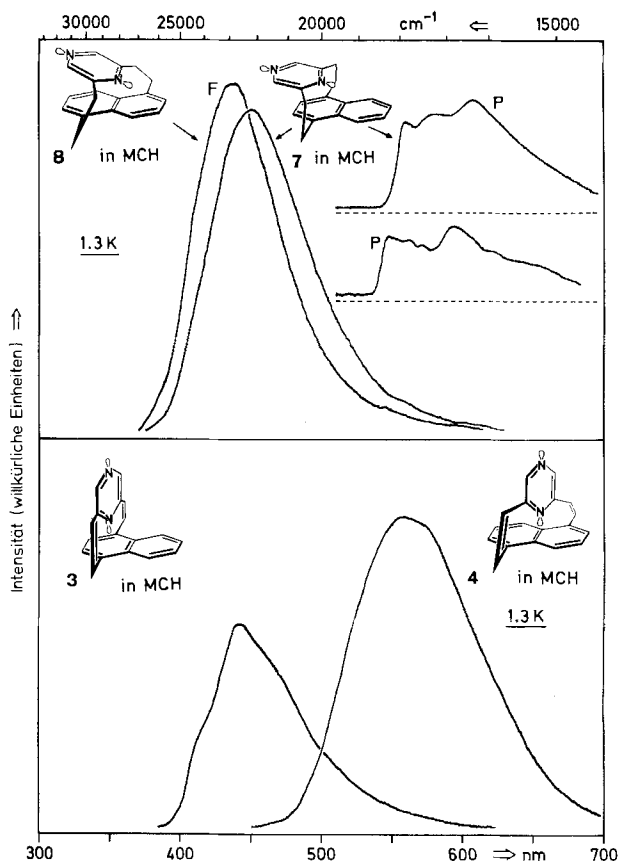 30000 25000 20000 cm⁻¹ ⇐ 15000
N
N
8 in MCH
F
N
N
7 in MCH
P
P
1.3 K
Intensität (willkürliche Einheiten) ⇒
N
N
3 in MCH
N
N
4 in MCH
1.3 K
300 400 500 600 ⇒ nm 700